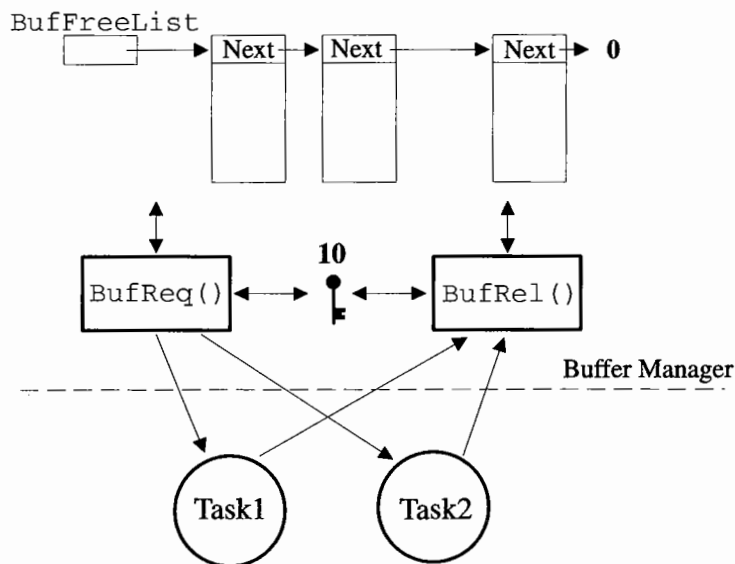 BufFreeList
Next Next Next 0
10
BufReq() BufRel()
Buffer Manager
Task1 Task2